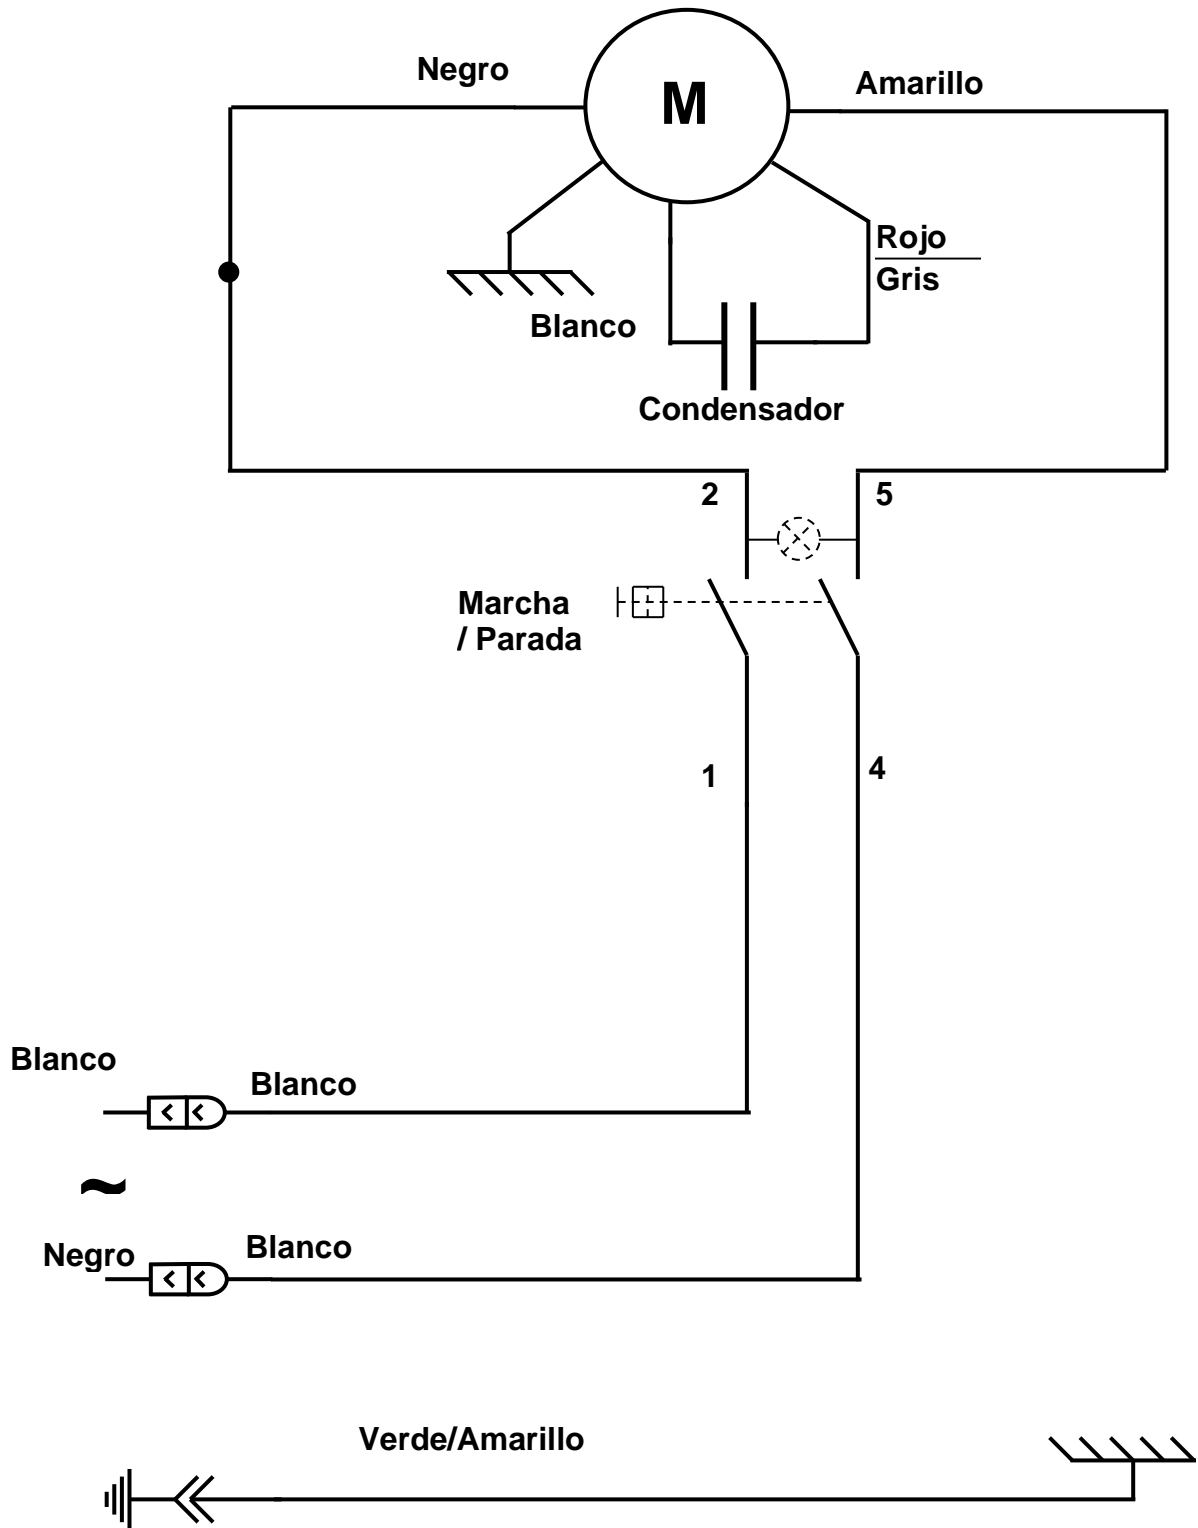 Negro
M
Amarillo
Rojo
Gris
Blanco
Condensador
2
5
Marcha
/ Parada
1
4
Blanco
Blanco
~
Negro
Blanco
Verde/Amarillo